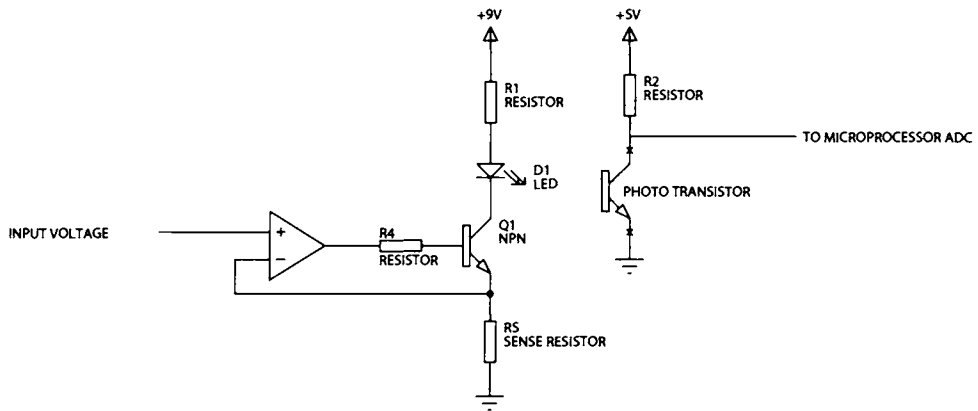 +9V
+5V
R1
RESISTOR
R2
RESISTOR
TO MICROPROCESSOR ADC
D1
LED
PHOTO TRANSISTOR
INPUT VOLTAGE
+
−
R4
RESISTOR
Q1
NPN
RS
SENSE RESISTOR